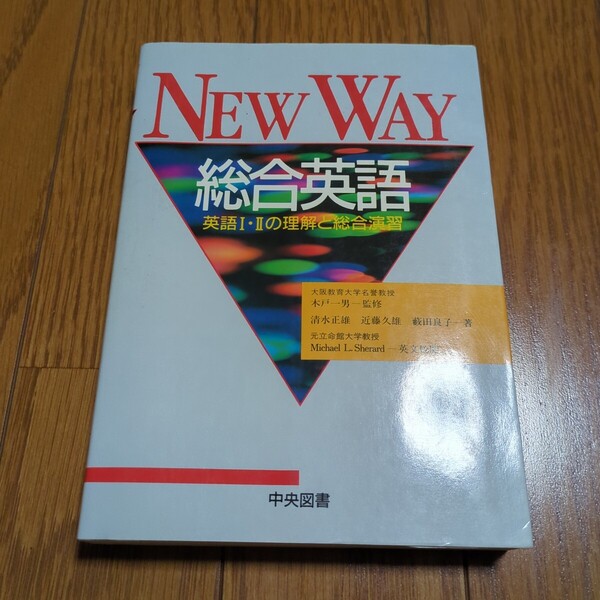 NEW WAY
総合英語
英語Ⅰ・Ⅱの理解と総合演習
大阪教育大学名誉教授
木戸一男―監修
清水正雄 近藤久雄 藪田良子―著
元立命館大学教授
Michael L. Sherard―英文
中央図書